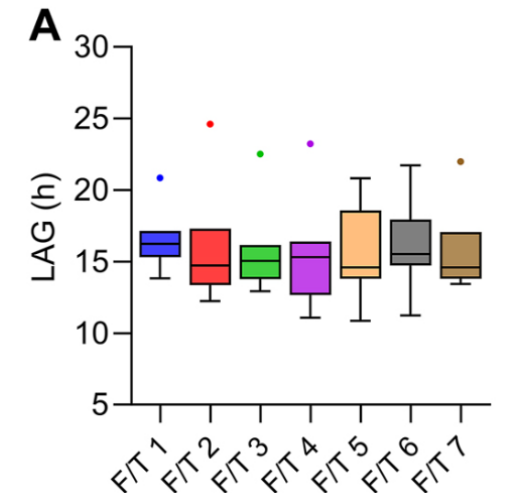 A
LAG (h)
30
25
20
15
10
5
F/T 1
F/T 2
F/T 3
F/T 4
F/T 5
F/T 6
F/T 7